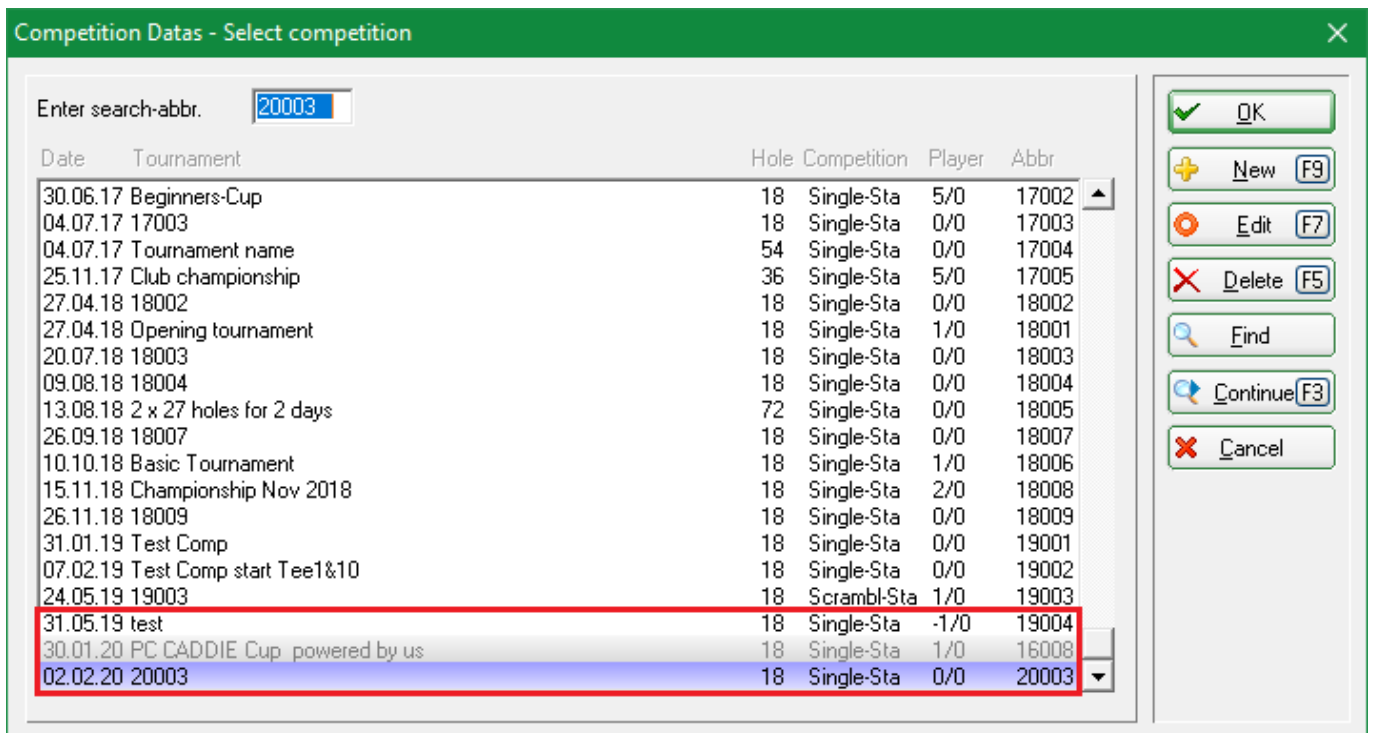 Competition Datas - Select competition
Enter search-abbr. 20003
Date Tournament Hole Competition Player Abbr
30.06.17 Beginners-Cup 18 Single-Sta 5/0 17002
04.07.17 17003 18 Single-Sta 0/0 17003
04.07.17 Tournament name 54 Single-Sta 0/0 17004
25.11.17 Club championship 36 Single-Sta 5/0 17005
27.04.18 18002 18 Single-Sta 0/0 18002
27.04.18 Opening tournament 18 Single-Sta 1/0 18001
20.07.18 18003 18 Single-Sta 0/0 18003
09.08.18 18004 18 Single-Sta 0/0 18004
13.08.18 2 x 27 holes for 2 days 72 Single-Sta 0/0 18005
26.09.18 18007 18 Single-Sta 0/0 18007
10.10.18 Basic Tournament 18 Single-Sta 1/0 18006
15.11.18 Championship Nov 2018 18 Single-Sta 2/0 18008
26.11.18 18009 18 Single-Sta 0/0 18009
31.01.19 Test Comp 18 Single-Sta 0/0 19001
07.02.19 Test Comp start Tee1&10 18 Single-Sta 0/0 19002
24.05.19 19003 18 Scrambl-Sta 1/0 19003
31.05.19 test 18 Single-Sta -1/0 19004
30.01.20 PC CADDIE Cup powered by us 18 Single-Sta 1/0 16008
02.02.20 20003 18 Single-Sta 0/0 20003
OK
New F9
Edit F7
Delete F5
Find
Continue F3
Cancel